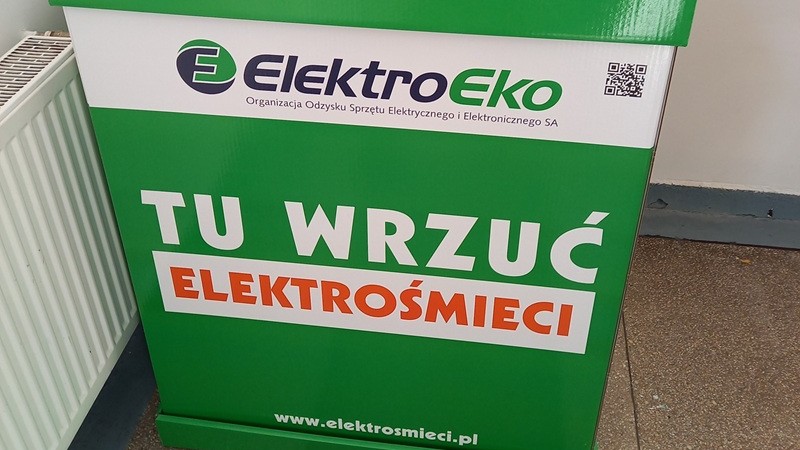 ElektroEko
Organizacja Odzysku Sprzętu Elektrycznego i Elektronicznego SA
TU WRZUĆ
ELEKTROŚMIECI
www.elektrosmieci.pl